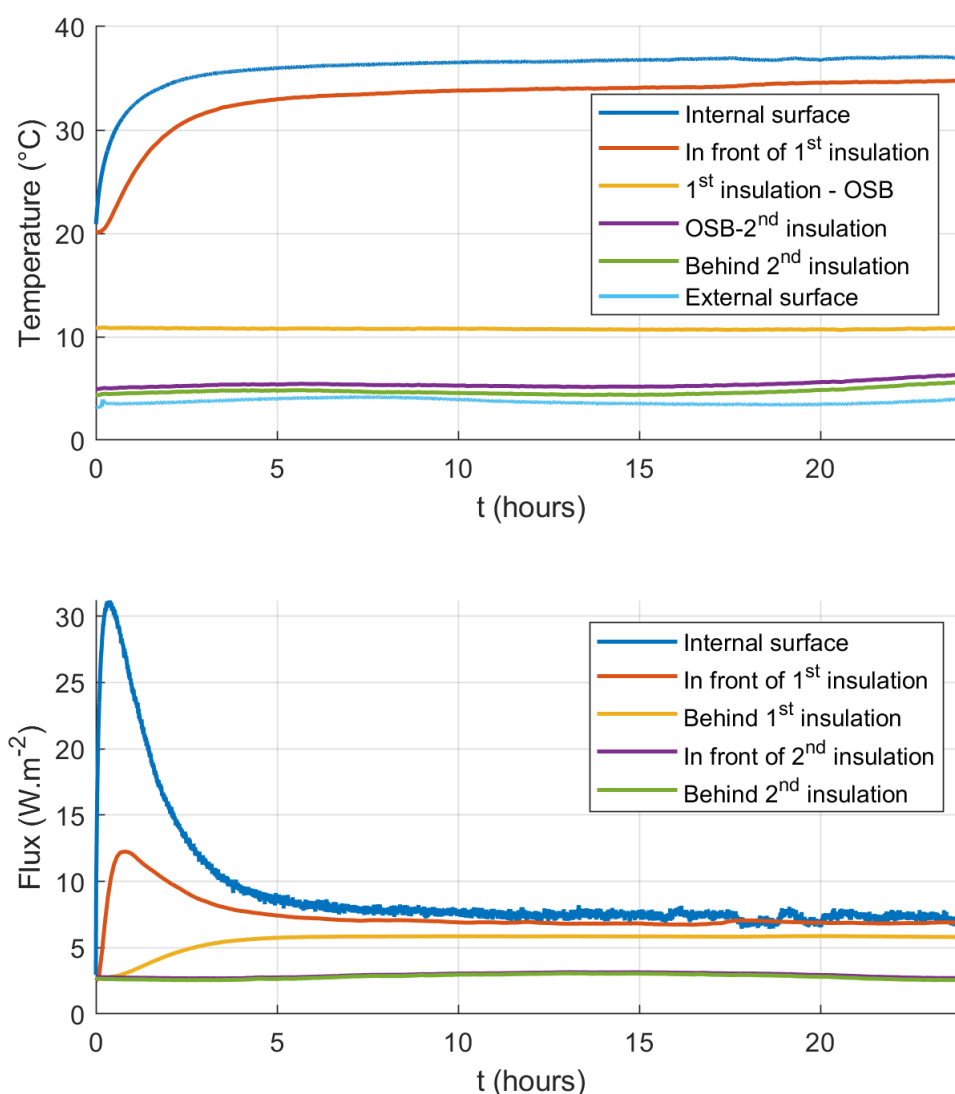 40
30
20
10
0
Temperature (°C)
Internal surface
In front of 1st insulation
1st insulation - OSB
OSB-2nd insulation
Behind 2nd insulation
External surface
0 5 10 15 20
t (hours)
30
25
20
15
10
5
0
Flux (W.m-2)
Internal surface
In front of 1st insulation
Behind 1st insulation
In front of 2nd insulation
Behind 2nd insulation
0 5 10 15 20
t (hours)